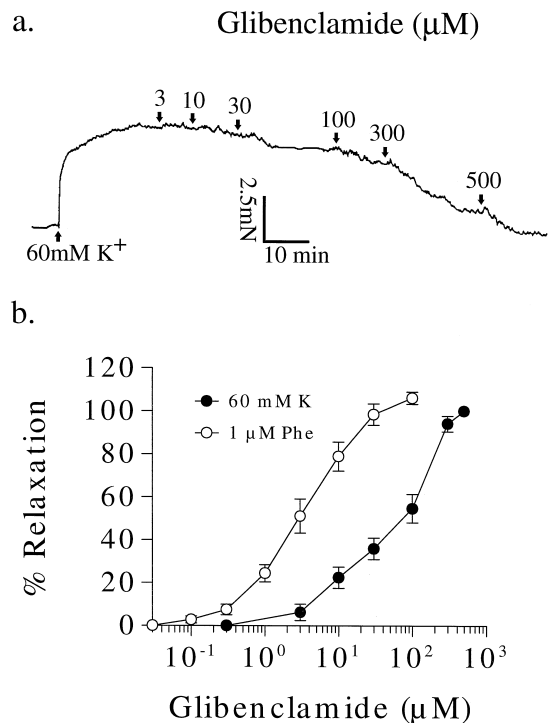 a.
Glibenclamide (μM)
3 10 30 100 300 500
60mM K+
2.5mN
10 min
b.
% Relaxation
120
100
80
60
40
20
0
60 mM K
1 μM Phe
10-1 100 101 102 103
Glibenclamide (μM)